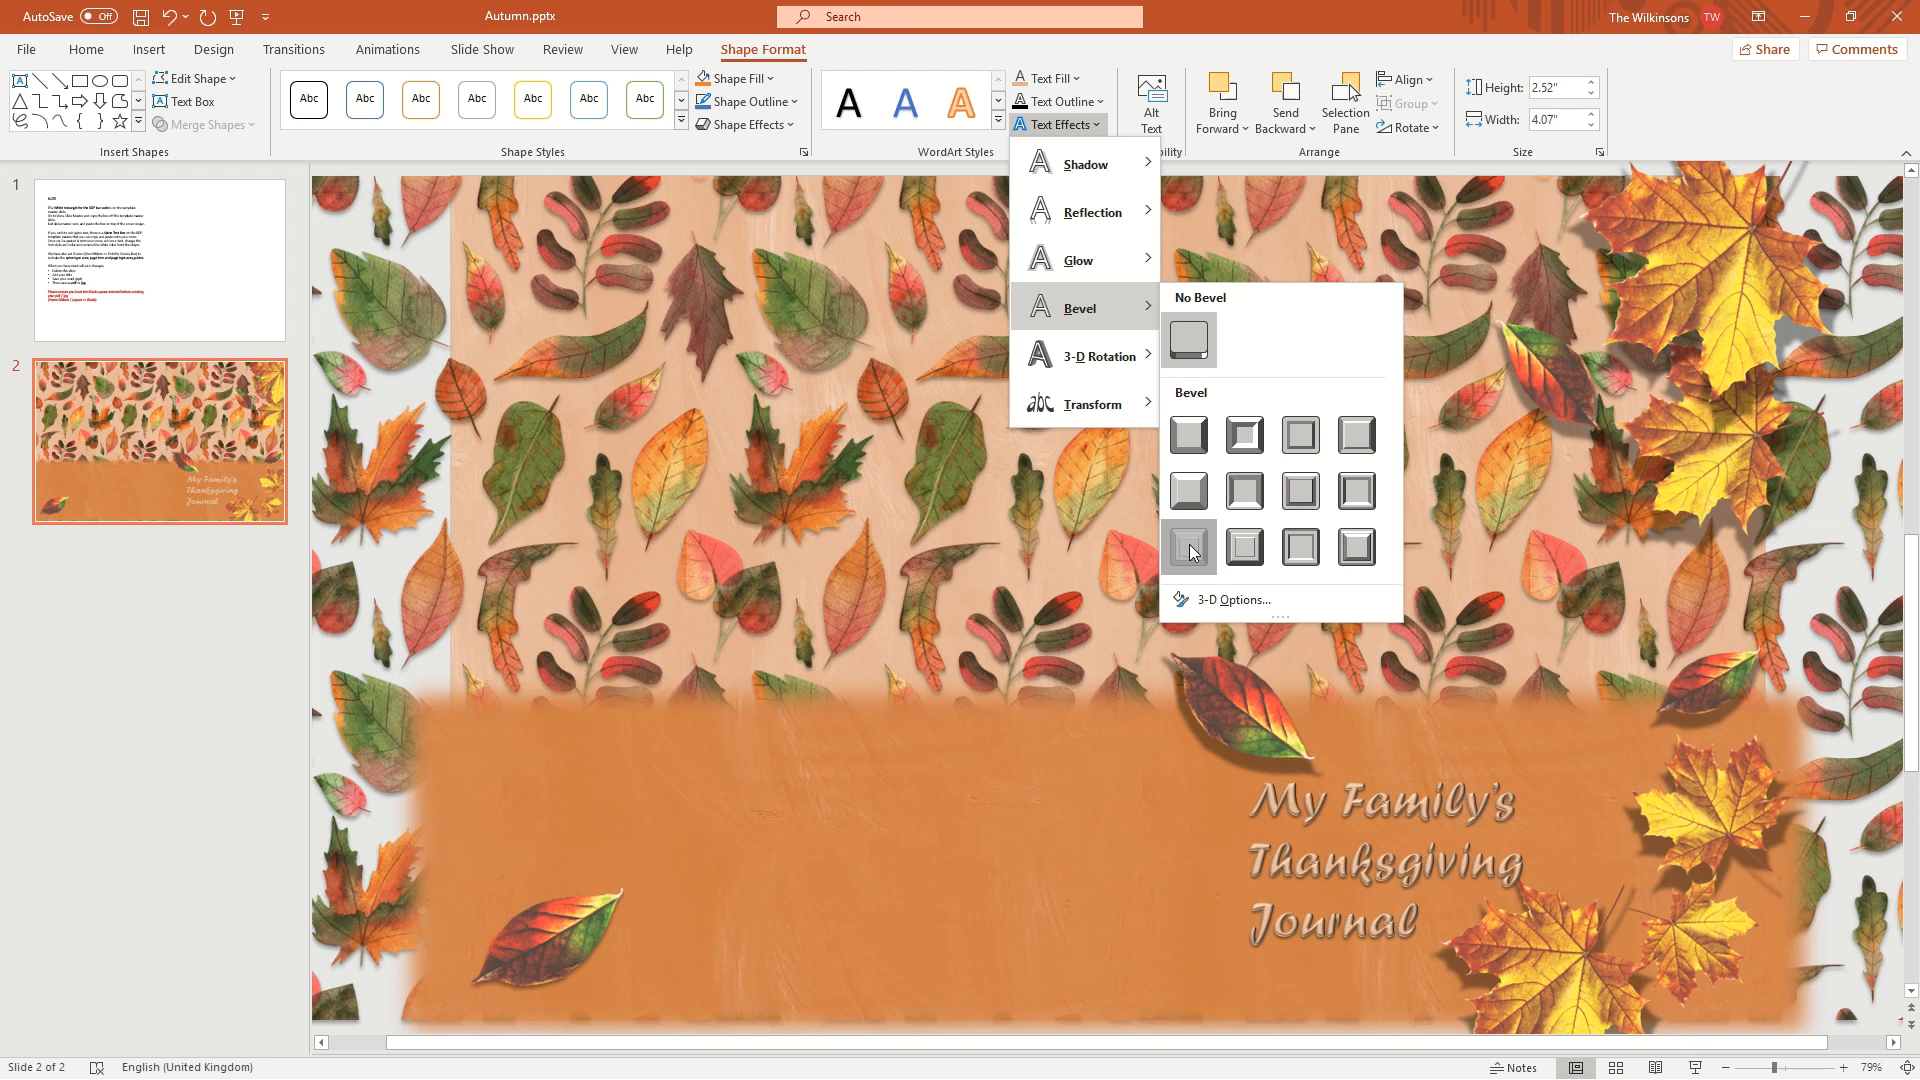 AutoSave Off
Autumn.pptx
Search
The Wilkinsons TW
File Home Insert Design Transitions Animations Slide Show Review View Help Shape Format
Share Comments
Edit Shape
Text Box
Merge Shapes
Insert Shapes
Abc Abc Abc Abc Abc Abc Abc
Shape Fill
Shape Outline
Shape Effects
Shape Styles
A A A
Text Fill
Text Outline
Text Effects
WordArt Styles
Alt
Text
bility
Bring
Forward
Send
Backward
Selection
Pane
Align
Group
Rotate
Arrange
Height: 2.52"
Width: 4.07"
Size
Shadow
Reflection
Glow
Bevel
3-D Rotation
Transform
No Bevel
Bevel
3-D Options...
1
2
My Family's
Thanksgiving
Journal
My Family's
Thanksgiving
Journal
Slide 2 of 2
English (United Kingdom)
Notes
79%